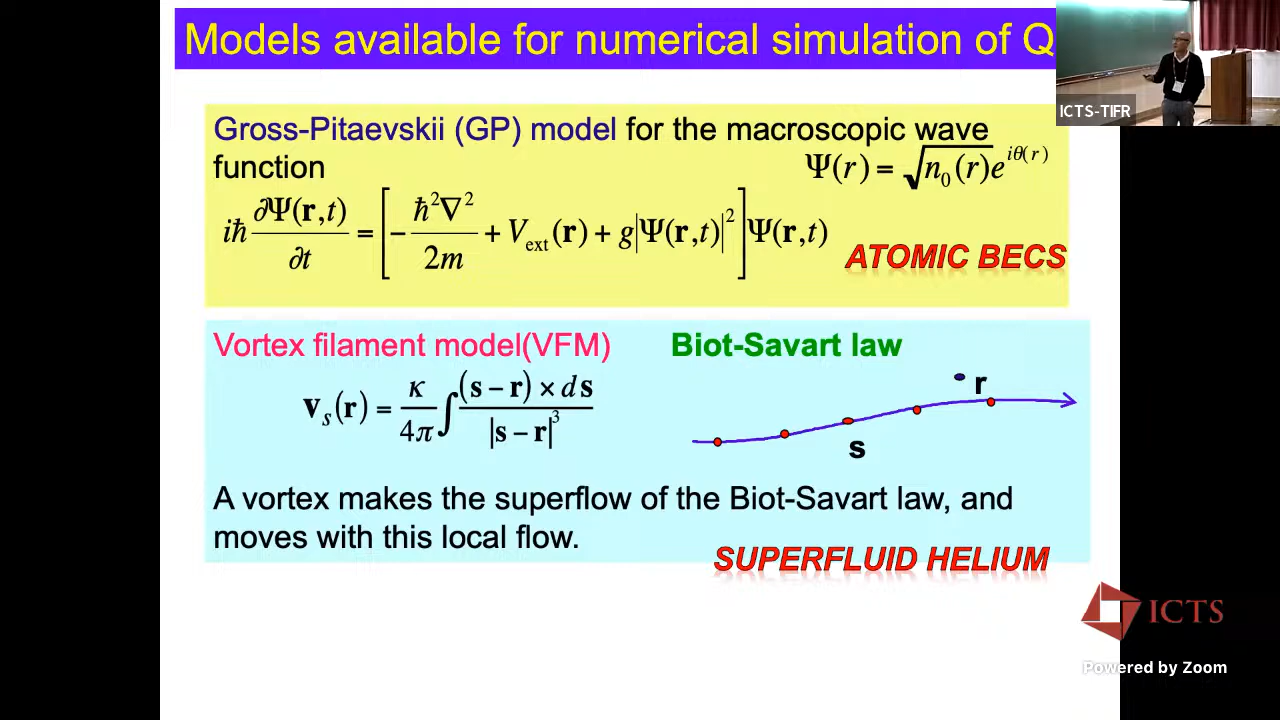 Models available for numerical simulation of Q
ICTS-TIFR
Gross-Pitaevskii (GP) model for the macroscopic wave
function
Ψ(r) = √n₀(r)e^{iθ(r)}
iħ ∂Ψ(r,t)/∂t = [−ħ²∇²/2m + V_ext(r) + g|Ψ(r,t)|²]Ψ(r,t)
ATOMIC BECS
Vortex filament model(VFM)
Biot-Savart law
v_s(r) = κ/4π ∫ (s − r) × ds/|s − r|³
r
s
A vortex makes the superflow of the Biot-Savart law, and
moves with this local flow.
SUPERFLUID HELIUM
ICTS
Powered by Zoom